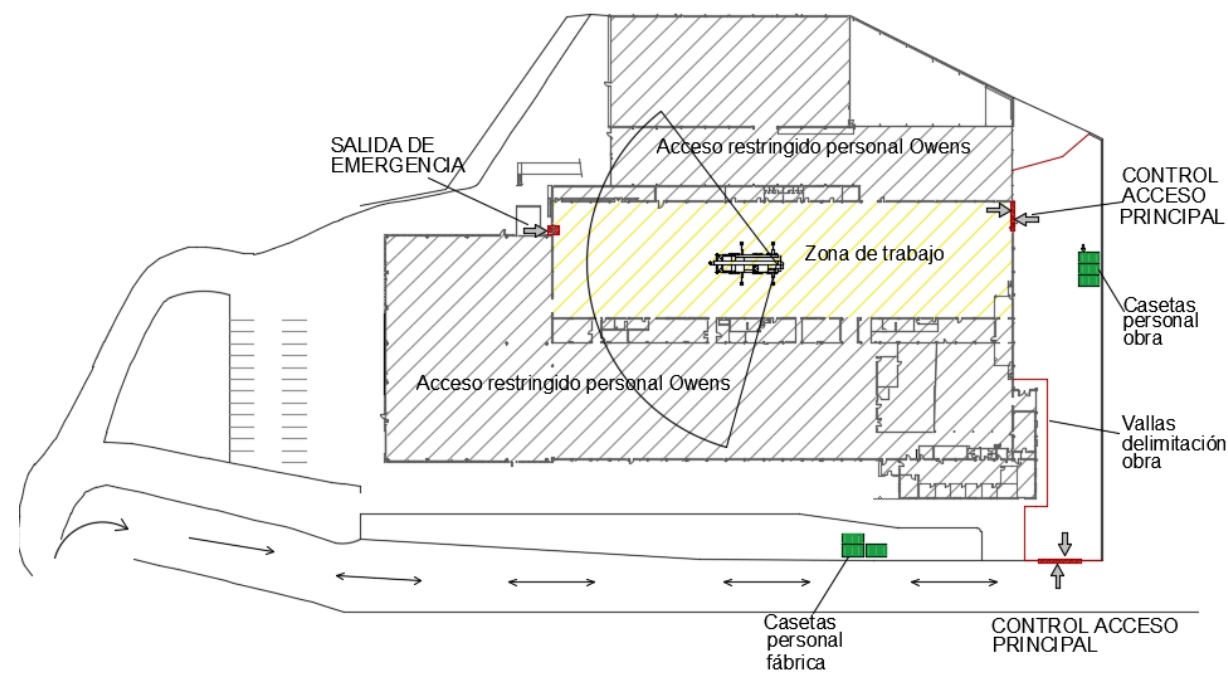 SALIDA DE
EMERGENCIA
Acceso restringido personal Owens
CONTROL
ACCESO
PRINCIPAL
Zona de trabajo
Casetas
personal
obra
Acceso restringido personal Owens
Vallas
delimitación
obra
Casetas
personal
fábrica
CONTROL ACCESO
PRINCIPAL